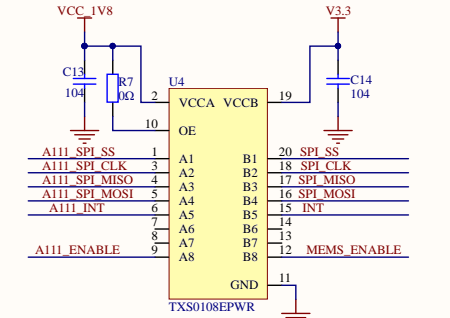 VCC_1V8 V3.3
C13 104 R7 0Ω U4 C14 104
2 VCCA VCCB 19
10 OE
A111_SPI_SS 1 A1 B1 20 SPI_SS
A111_SPI_CLK 3 A2 B2 18 SPI_CLK
A111_SPI_MISO 4 A3 B3 17 SPI_MISO
A111_SPI_MOSI 5 A4 B4 16 SPI_MOSI
A111_INT 6 A5 B5 15 INT
7 A6 B6 14
8 A7 B7 13
A111_ENABLE 9 A8 B8 12 MEMS_ENABLE
GND 11
TXS0108EPWR